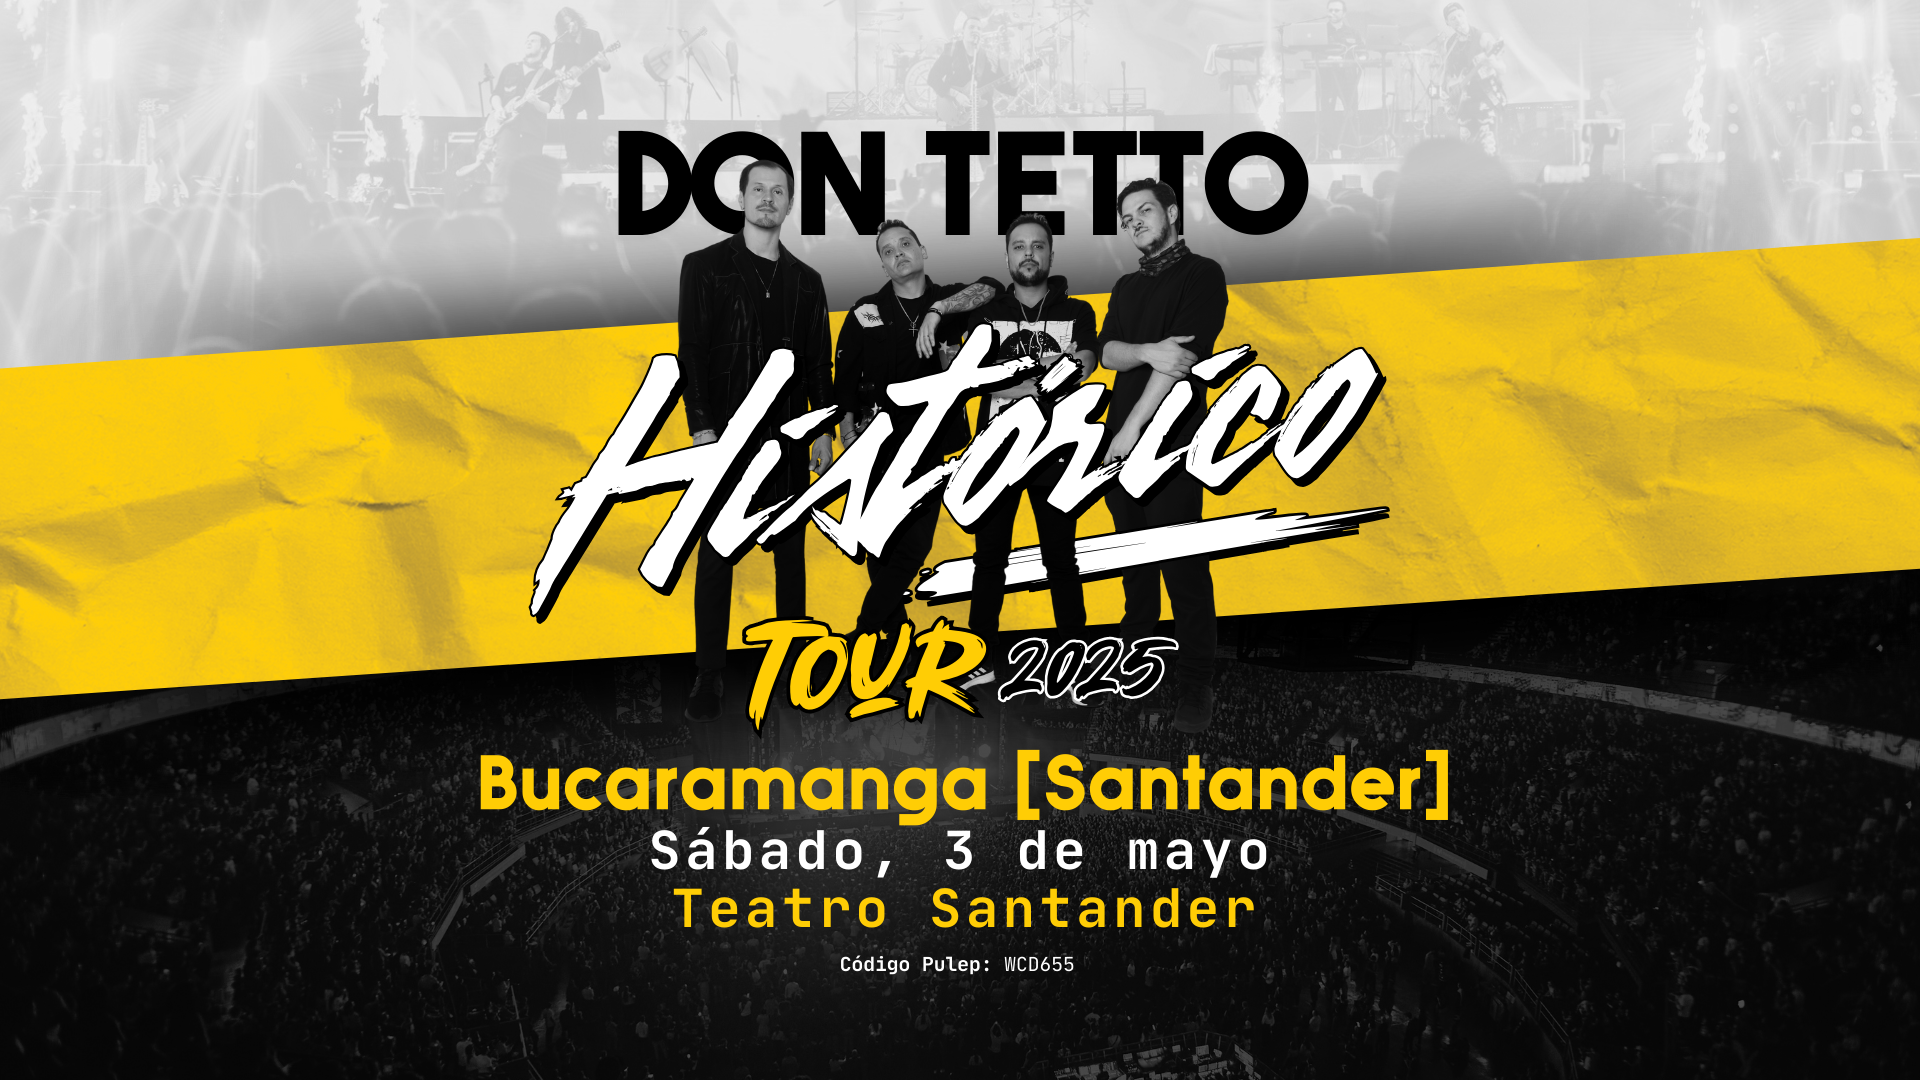 DON TETTO
Histórico
TOUR 2025
Bucaramanga [Santander]
Sábado, 3 de mayo
Teatro Santander
Código Pulep: WCD655